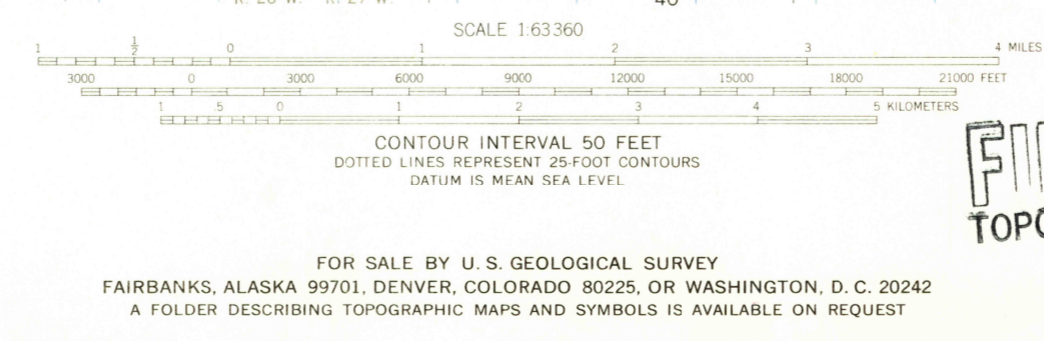 SCALE 1:63360
1 ½ 0 1 2 3 4 MILES
3000 0 3000 6000 9000 12000 15000 18000 21000 FEET
1 .5 0 1 2 3 4 5 KILOMETERS
CONTOUR INTERVAL 50 FEET
DOTTED LINES REPRESENT 25-FOOT CONTOURS
DATUM IS MEAN SEA LEVEL
FOR SALE BY U. S. GEOLOGICAL SURVEY
FAIRBANKS, ALASKA 99701, DENVER, COLORADO 80225, OR WASHINGTON, D. C. 20242
A FOLDER DESCRIBING TOPOGRAPHIC MAPS AND SYMBOLS IS AVAILABLE ON REQUEST